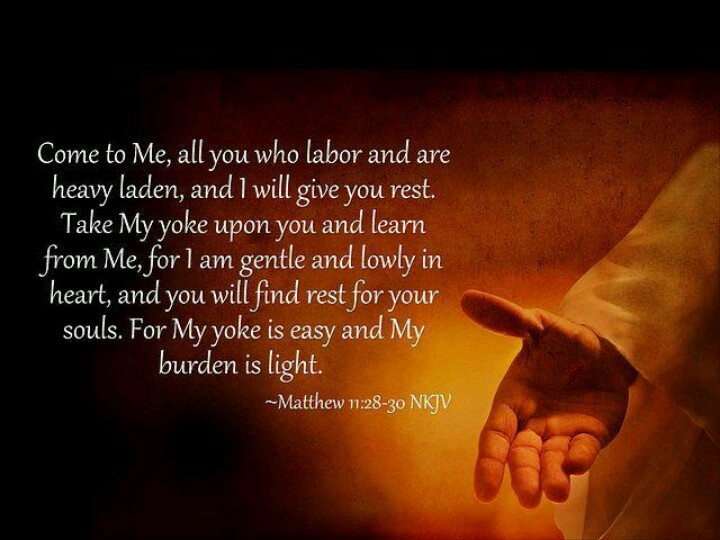 Come to Me, all you who labor and are
heavy laden, and I will give you rest.
Take My yoke upon you and learn
from Me, for I am gentle and lowly in
heart, and you will find rest for your
souls. For My yoke is easy and My
burden is light.
~Matthew 11:28-30 NKJV